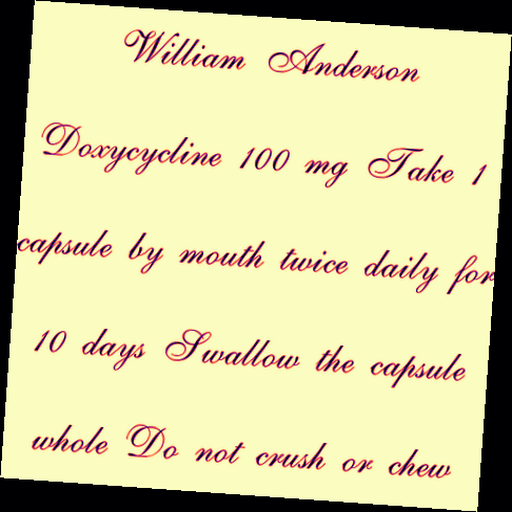 William Anderson
Doxycycline 100 mg Take 1
capsule by mouth twice daily for
10 days Swallow the capsule
whole Do not crush or chew